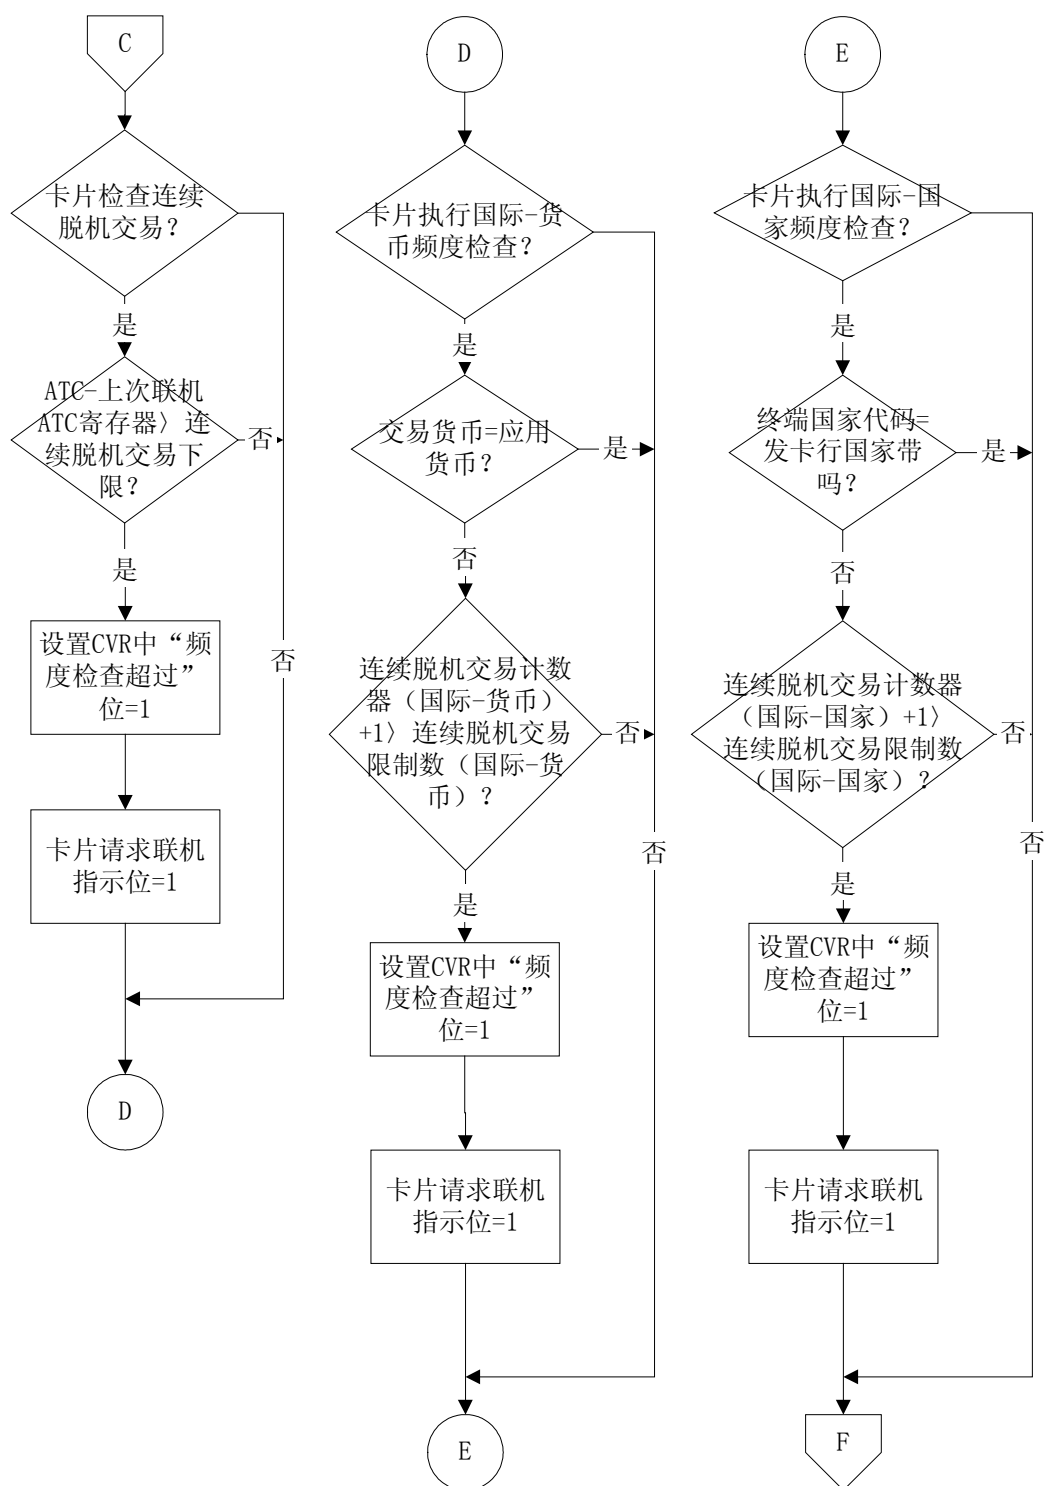 C
卡片检查连续
脱机交易？
是
ATC-上次联机
ATC寄存器〉连
续脱机交易下
限？
否
是
设置CVR中“频
度检查超过”
位=1
否
卡片请求联机
指示位=1
D
D
卡片执行国际-货
币频度检查？
是
交易货币=应用
货币？
是
否
连续脱机交易计数
器（国际-货币）
+1〉连续脱机交易
限制数（国际-货
币）？
否
否
是
设置CVR中“频
度检查超过”
位=1
卡片请求联机
指示位=1
E
E
卡片执行国际-国
家频度检查？
是
终端国家代码=
发卡行国家带
吗？
是
否
连续脱机交易计数器
（国际-国家）+1〉
连续脱机交易限制数
（国际-国家）？
否
否
是
设置CVR中“频
度检查超过”
位=1
卡片请求联机
指示位=1
F